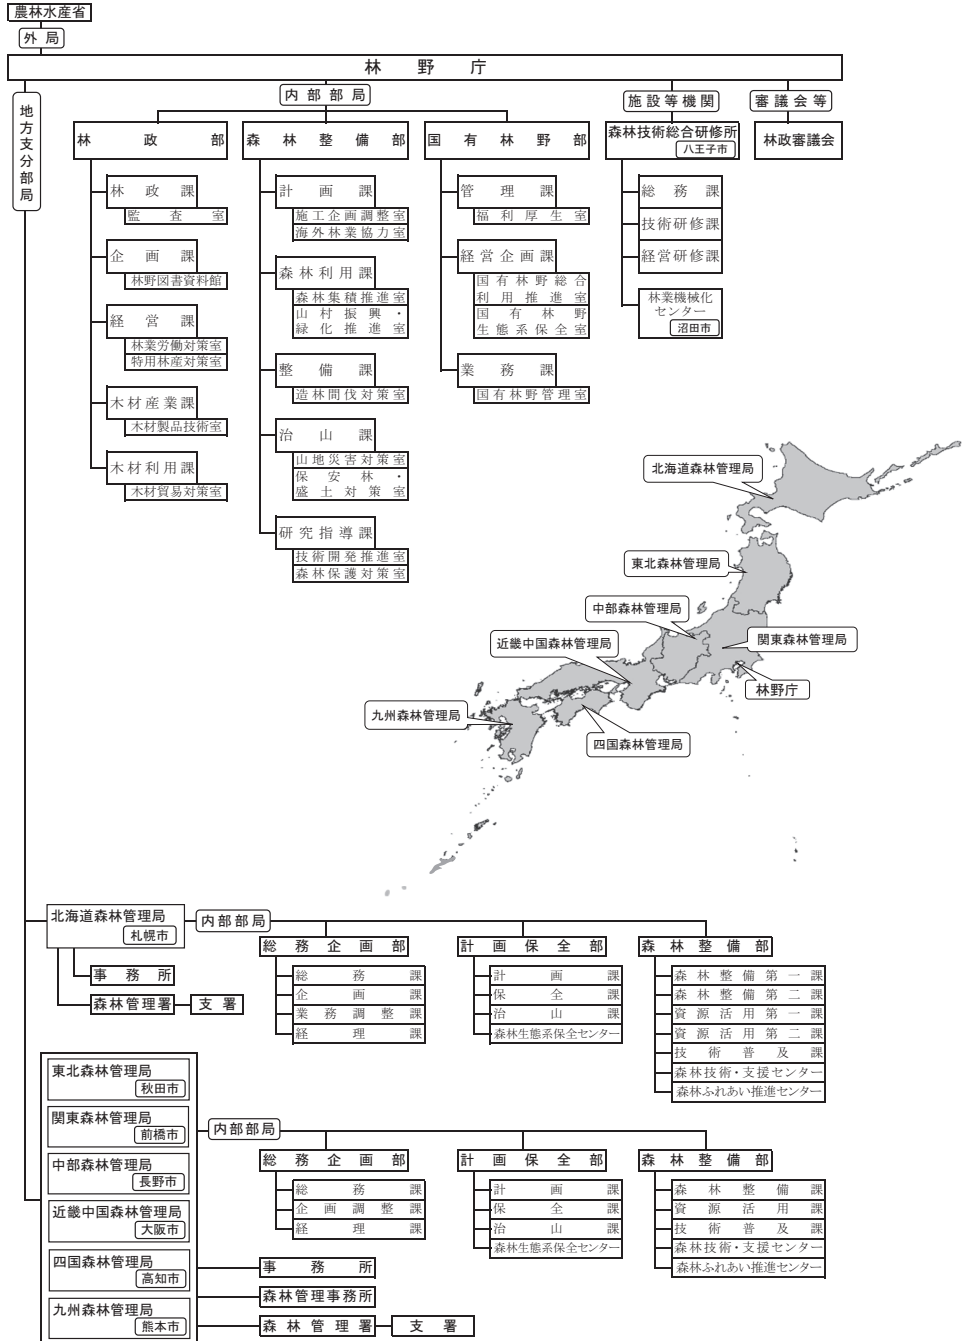 農林水産省
外局
林野庁
地方支分部局
内部部局
施設等機関
審議会等
林政部
林政課
監査室
企画課
林野図書資料館
経営課
林業労働対策室
特用林産対策室
木材産業課
木材製品技術室
木材利用課
木材貿易対策室
森林整備部
計画課
施工企画調整室
海外林業協力室
森林利用課
森林集積推進室
山村振興・
緑化推進室
整備課
造林間伐対策室
治山課
山地災害対策室
保安林・
盛土対策室
研究指導課
技術開発推進室
森林保護対策室
国有林野部
管理課
福利厚生室
経営企画課
国有林野総合
利用推進室
国有林野
生態系保全室
業務課
国有林野管理室
森林技術総合研修所
八王子市
総務課
技術研修課
経営研修課
林業機械化
センター
沼田市
林政審議会
北海道森林管理局
東北森林管理局
中部森林管理局
近畿中国森林管理局
関東森林管理局
林野庁
九州森林管理局
四国森林管理局
北海道森林管理局
札幌市
事務所
森林管理署
支署
内部部局
総務企画部
総務課
企画課
業務調整課
経理課
計画保全部
計画課
保全課
治山課
森林生態系保全センター
森林整備部
森林整備第一課
森林整備第二課
資源活用第一課
資源活用第二課
技術普及課
森林技術・支援センター
森林ふれあい推進センター
東北森林管理局
秋田市
関東森林管理局
前橋市
中部森林管理局
長野市
近畿中国森林管理局
大阪市
四国森林管理局
高知市
九州森林管理局
熊本市
内部部局
総務企画部
総務課
企画調整課
経理課
計画保全部
計画課
保全課
治山課
森林生態系保全センター
森林整備部
森林整備課
資源活用課
技術普及課
森林技術・支援センター
森林ふれあい推進センター
事務所
森林管理事務所
森林管理署
支署